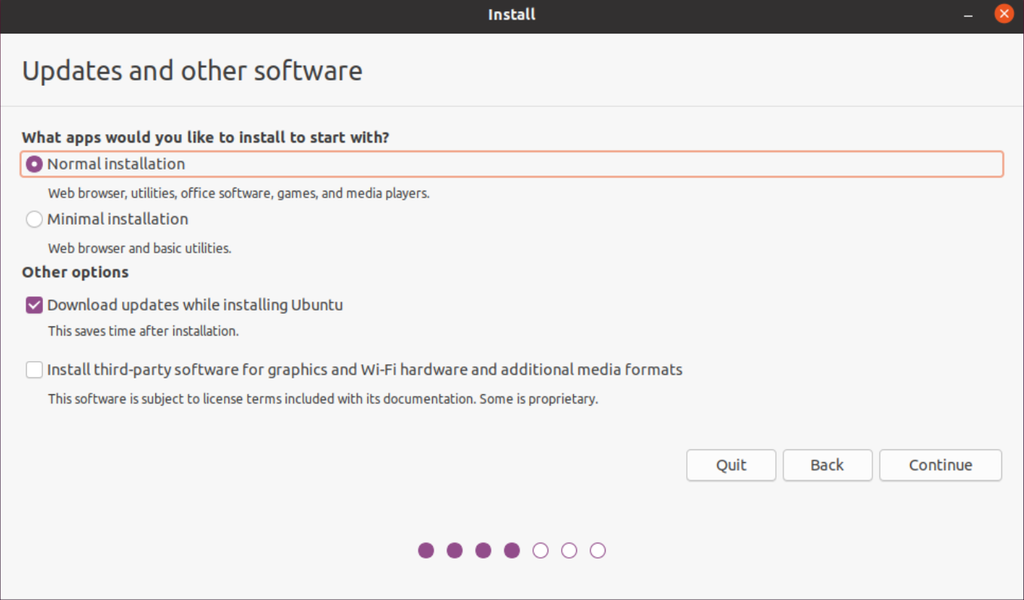 Install
Updates and other software
What apps would you like to install to start with?
Normal installation
Web browser, utilities, office software, games, and media players.
Minimal installation
Web browser and basic utilities.
Other options
Download updates while installing Ubuntu
This saves time after installation.
Install third-party software for graphics and Wi-Fi hardware and additional media formats
This software is subject to license terms included with its documentation. Some is proprietary.
Quit Back Continue